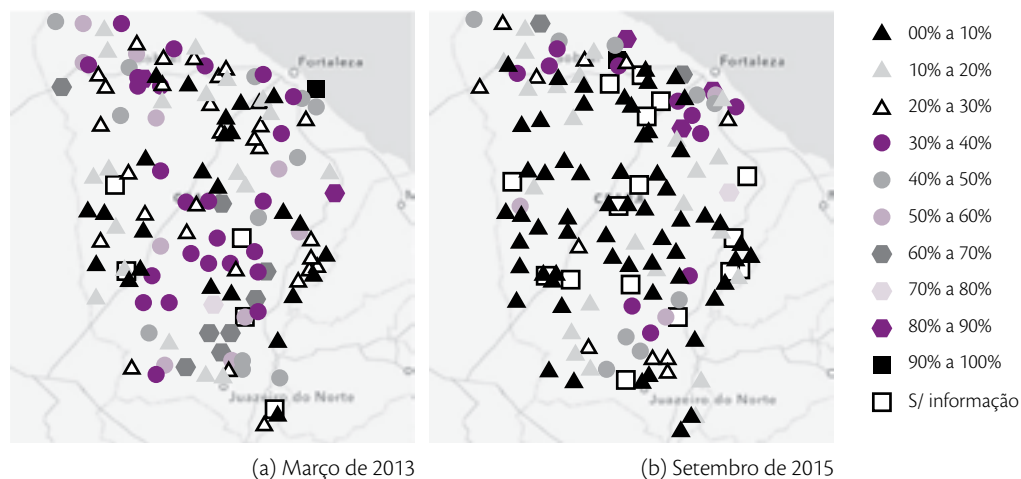 Fortaleza
Juazeiro do Norte
(a) Março de 2013
Fortaleza
Juazeiro do Norte
(b) Setembro de 2015
00% a 10%
10% a 20%
20% a 30%
30% a 40%
40% a 50%
50% a 60%
60% a 70%
70% a 80%
80% a 90%
90% a 100%
S/ informação